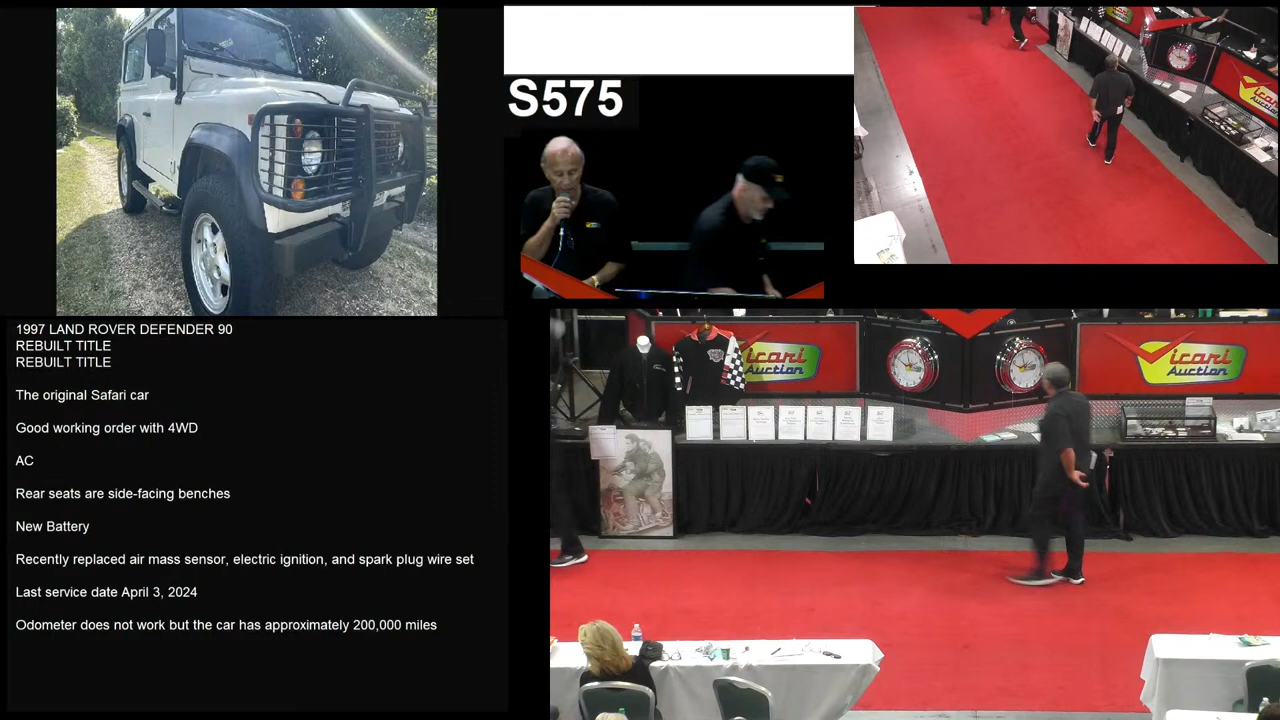 S575
1997 LAND ROVER DEFENDER 90
REBUILT TITLE
REBUILT TITLE
The original Safari car
Good working order with 4WD
AC
Rear seats are side-facing benches
New Battery
Recently replaced air mass sensor, electric ignition, and spark plug wire set
Last service date April 3, 2024
Odometer does not work but the car has approximately 200,000 miles
Vicari
Auction
Vicari
Auction